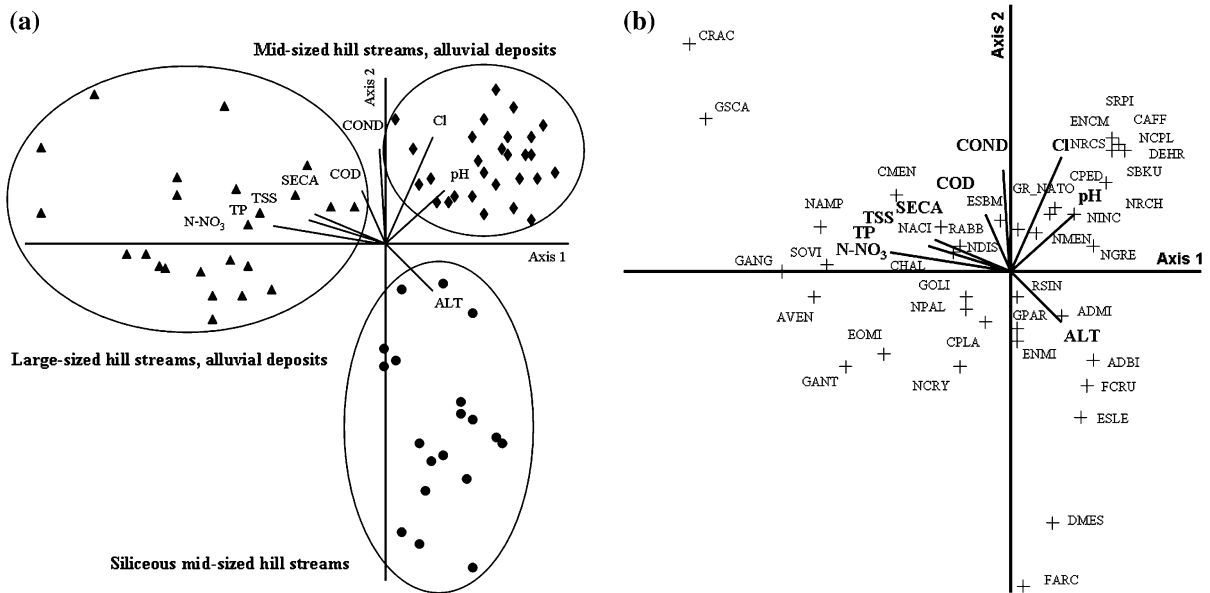 (a)
Mid-sized hill streams, alluvial deposits
Axis 2
COND
Cl
COD
pH
SECA
TSS
TP
N-NO3
Axis 1
ALT
Large-sized hill streams, alluvial deposits
Siliceous mid-sized hill streams
(b)
Axis 2
CRAC
GSCA
SRPI
ENCM
CAFF
NCPL
COND
Cl
NRCS
DEHR
CMEN
CPED
SBKU
COD
GR_NATO
pH
NAMP
SECA
ESBM
NRCH
TSS
NACI
RABB
NINC
TP
NMEN
N-NO3
NDIS
NGRE
SOVI
GANG
CHAL
Axis 1
GOLI
RSIN
NPAL
AVEN
GPAR
ADMI
EOMI
CPLA
ALT
ENMI
GANT
NCRY
ADBI
FCRU
ESLE
DMES
FARC